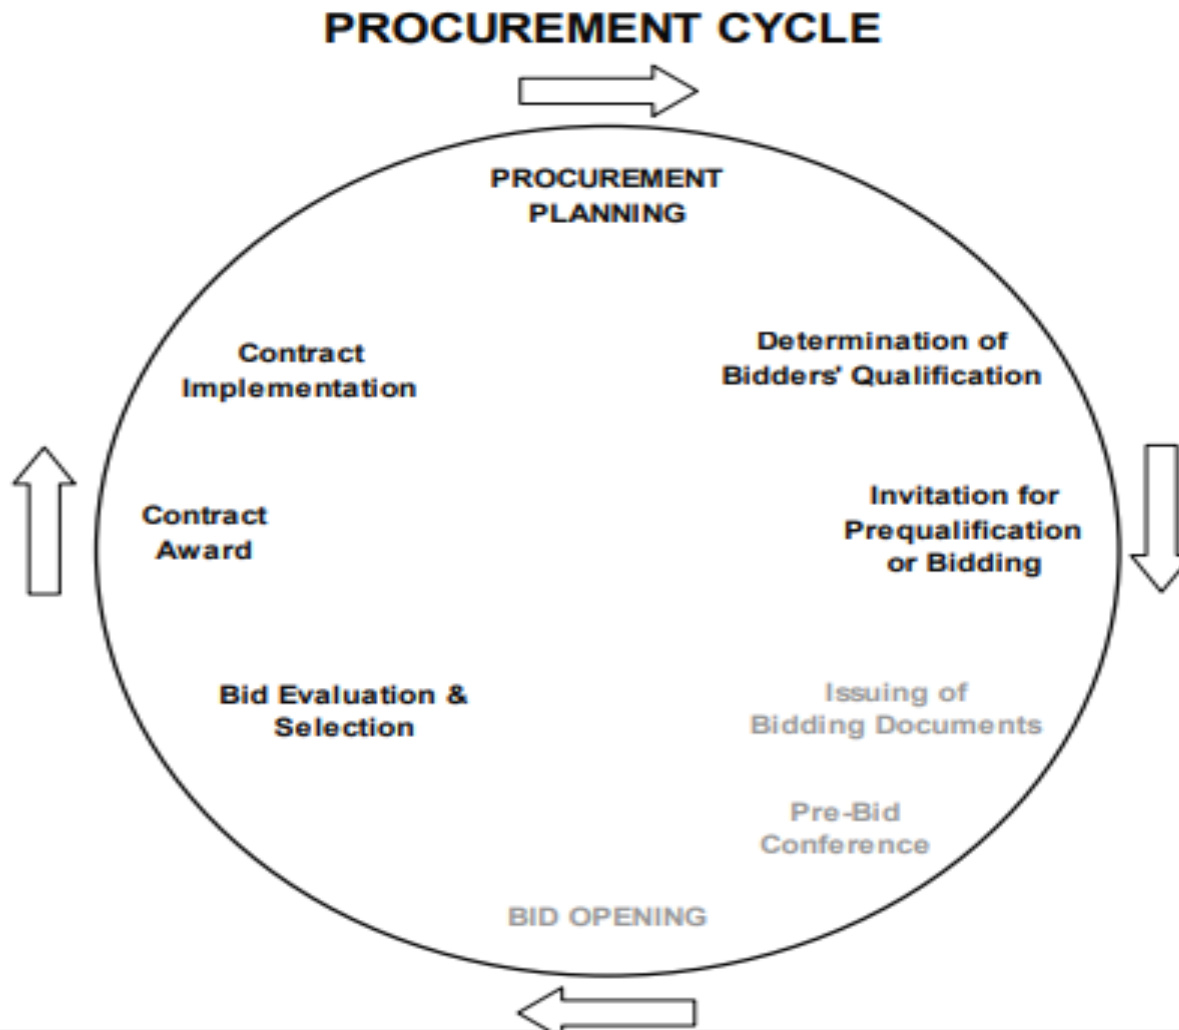 PROCUREMENT CYCLE
PROCUREMENT
PLANNING
Determination of
Bidders' Qualification
Invitation for
Prequalification
or Bidding
Issuing of
Bidding Documents
Pre-Bid
Conference
BID OPENING
Bid Evaluation &
Selection
Contract
Award
Contract
Implementation